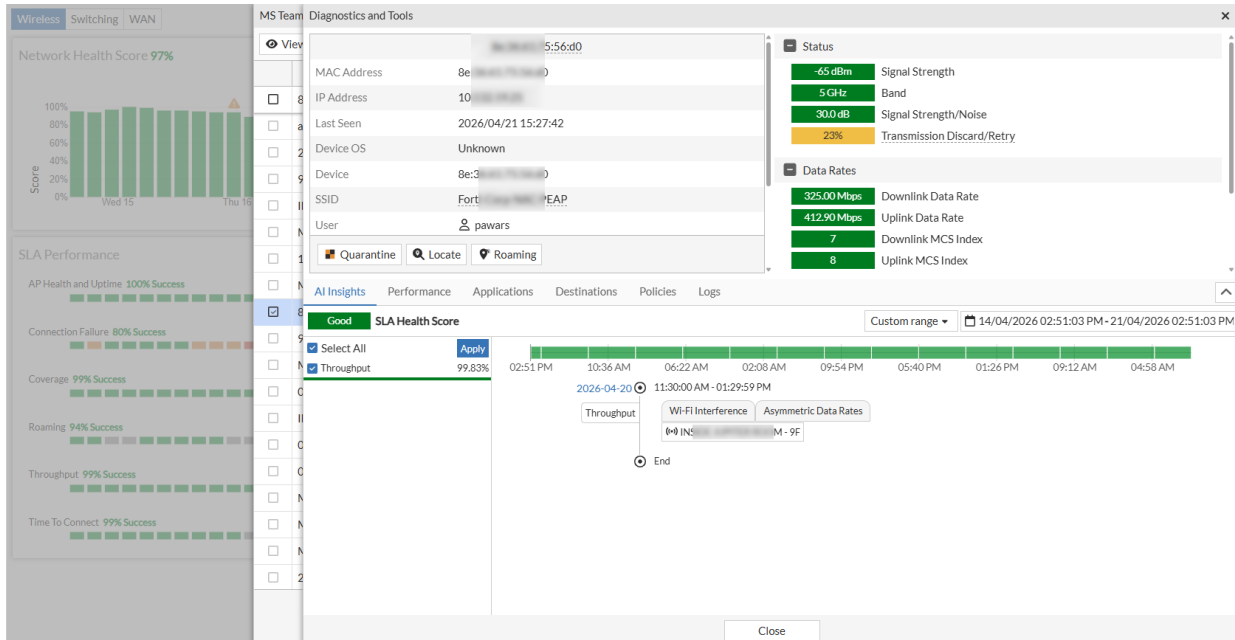 Wireless Switching WAN
Network Health Score 97%
100%
80%
60%
40%
20%
0%
Score
Wed 15
Thu 16
SLA Performance
AP Health and Uptime 100% Success
Connection Failure 80% Success
Coverage 99% Success
Roaming 94% Success
Throughput 99% Success
Time To Connect 99% Success
MS Team
View
Diagnostics and Tools
5:56:d0
MAC Address 8e
IP Address 10
Last Seen 2026/04/21 15:27:42
Device OS Unknown
Device 8e:3
SSID Fort PEAP
User pawars
Quarantine Locate Roaming
Status
-65 dBm Signal Strength
5 GHz Band
30.0 dB Signal Strength/Noise
23% Transmission Discard/Retry
Data Rates
325.00 Mbps Downlink Data Rate
412.90 Mbps Uplink Data Rate
7 Downlink MCS Index
8 Uplink MCS Index
AI Insights Performance Applications Destinations Policies Logs
Good SLA Health Score
Custom range 14/04/2026 02:51:03 PM - 21/04/2026 02:51:03 PM
Select All Apply
Throughput 99.83%
02:51 PM 10:36 AM 06:22 AM 02:08 AM 09:54 PM 05:40 PM 01:26 PM 09:12 AM 04:58 AM
2026-04-20 11:30:00 AM - 01:29:59 PM
Throughput Wi-Fi Interference Asymmetric Data Rates
M - 9F
End
Close